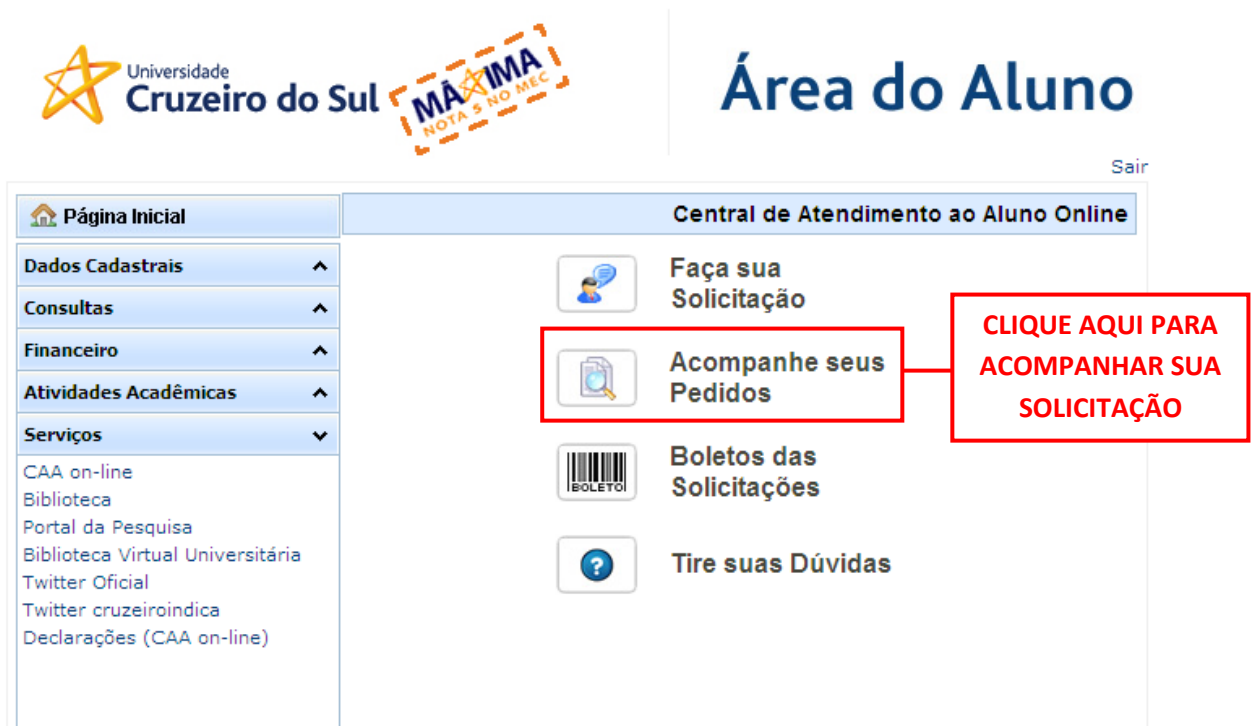 Universidade
Cruzeiro do Sul
MÁXIMA
NOTA 5 NO MEC
Área do Aluno
Sair
Página Inicial
Central de Atendimento ao Aluno Online
Dados Cadastrais
Consultas
Financeiro
Atividades Acadêmicas
Serviços
CAA on-line
Biblioteca
Portal da Pesquisa
Biblioteca Virtual Universitária
Twitter Oficial
Twitter cruzeiroindica
Declarações (CAA on-line)
Faça sua
Solicitação
Acompanhe seus
Pedidos
CLIQUE AQUI PARA
ACOMPANHAR SUA
SOLICITAÇÃO
BOLETO
Boletos das
Solicitações
?
Tire suas Dúvidas